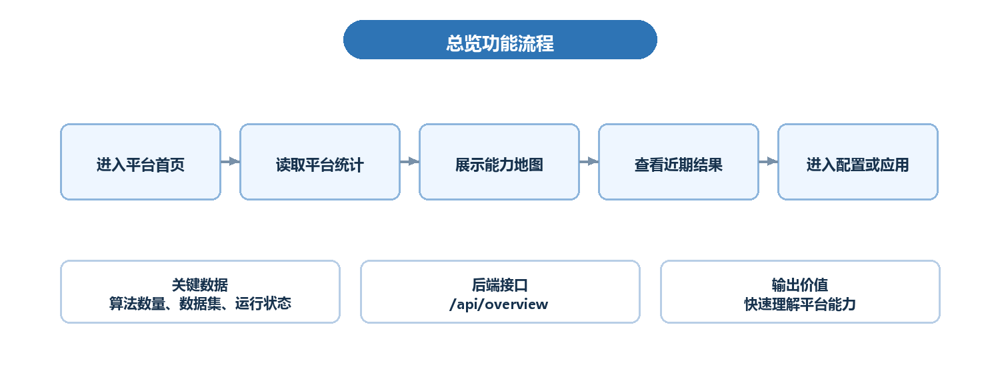 总览功能流程
进入平台首页
读取平台统计
展示能力地图
查看近期结果
进入配置或应用
关键数据
算法数量、数据集、运行状态
后端接口
/api/overview
输出价值
快速理解平台能力